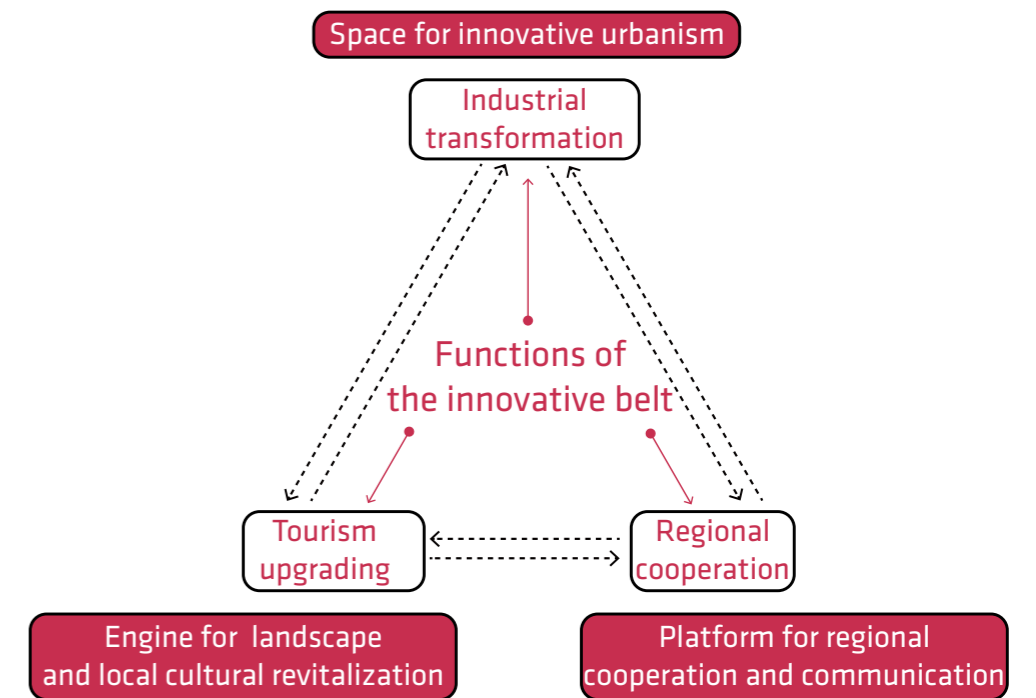 Space for innovative urbanism
Industrial
transformation
Functions of
the innovative belt
Tourism
upgrading
Regional
cooperation
Engine for landscape
and local cultural revitalization
Platform for regional
cooperation and communication